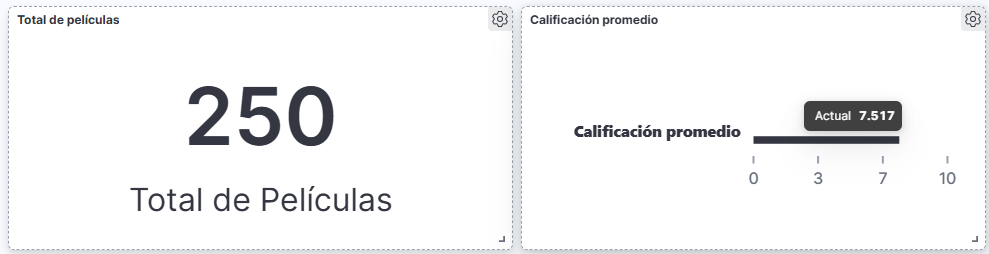 Total de películas
250
Total de Películas
Calificación promedio
Actual 7.517
Calificación promedio
0 3 7 10